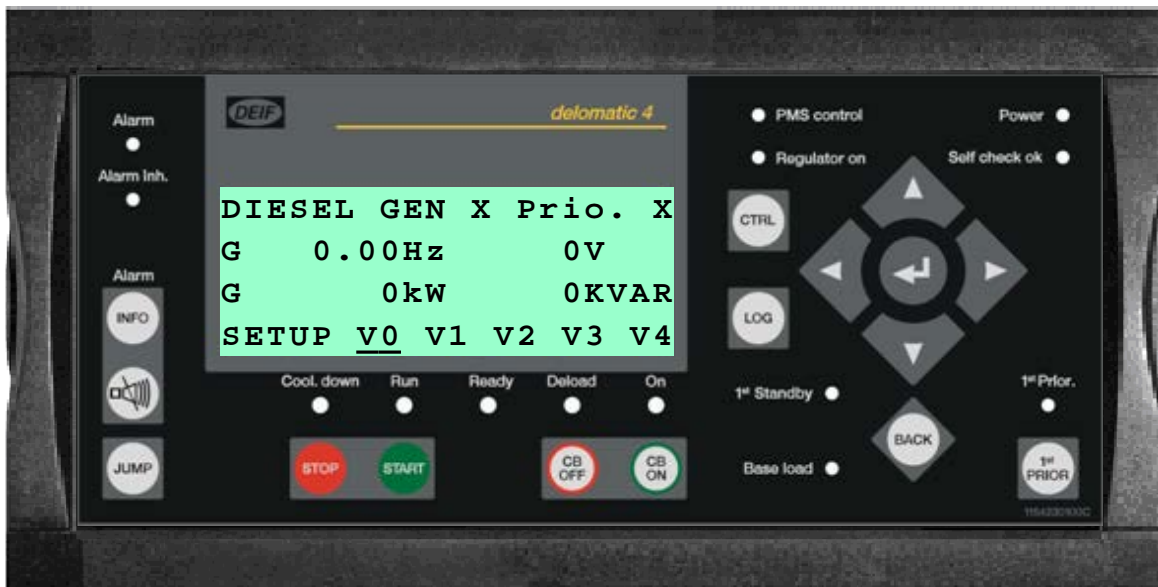 DEIF
delomatic 4
Alarm
Alarm Inh.
PMS control
Power
Regulator on
Self check ok
DIESEL GEN X Prio. X
G 0.00Hz 0V
G 0kW 0KVAR
SETUP V0 V1 V2 V3 V4
CTRL
LOG
Alarm
INFO
JUMP
Cool. down
Run
Ready
Deload
On
STOP
START
CB OFF
CB ON
1st Standby
Base load
BACK
1st Prior.
1st PRIOR
1154230100C